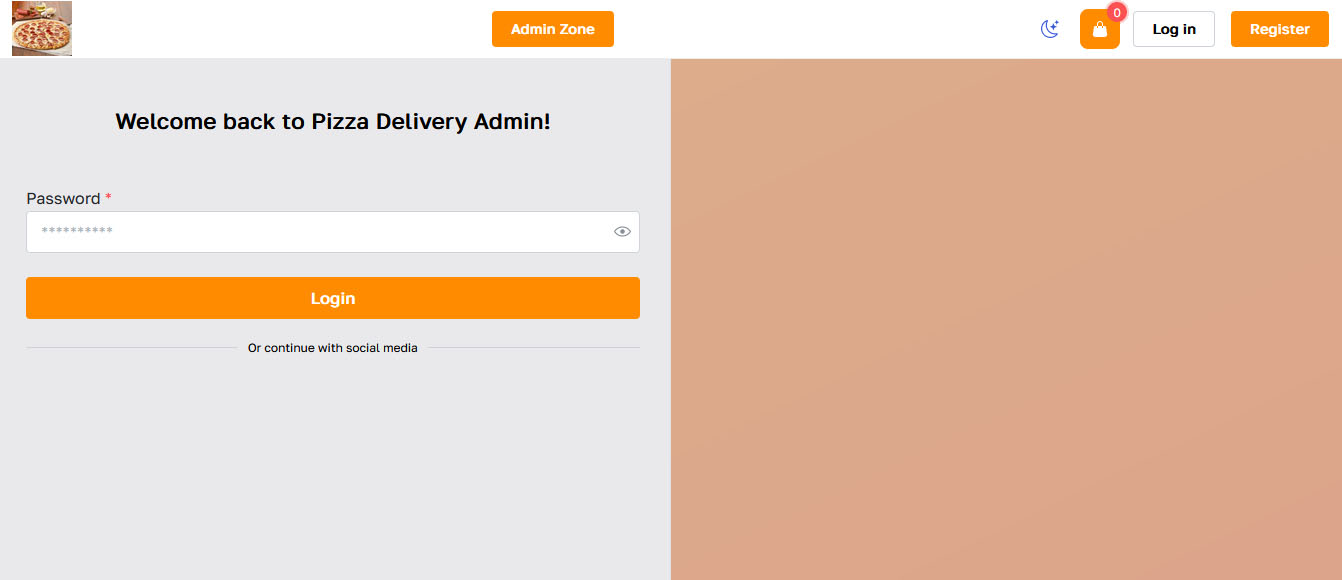 Admin Zone
0
Log in
Register
Welcome back to Pizza Delivery Admin!
Password *
**********
Login
Or continue with social media